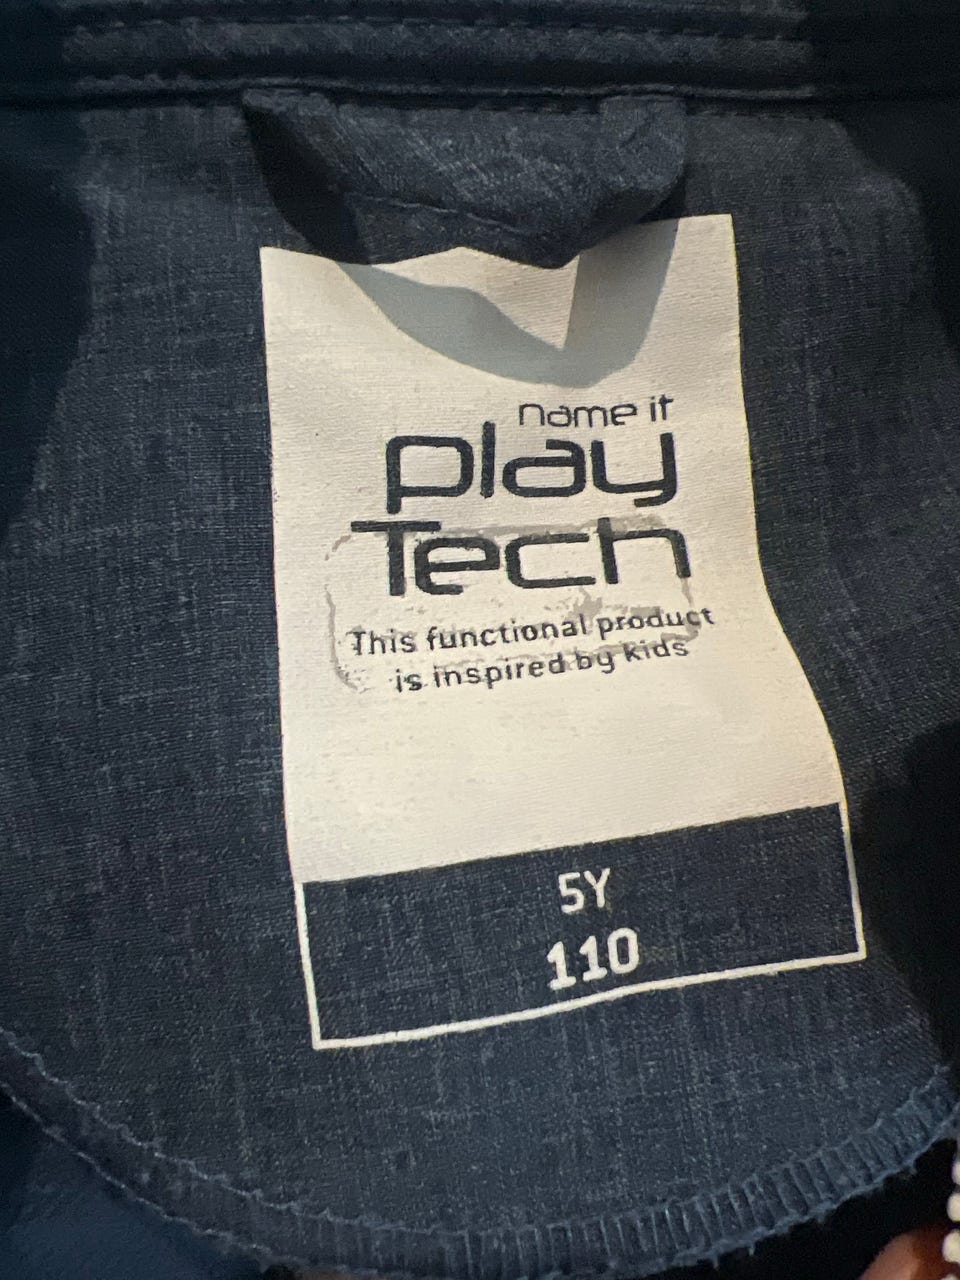 name it
play
Tech
This functional product
is inspired by kids
5Y
110